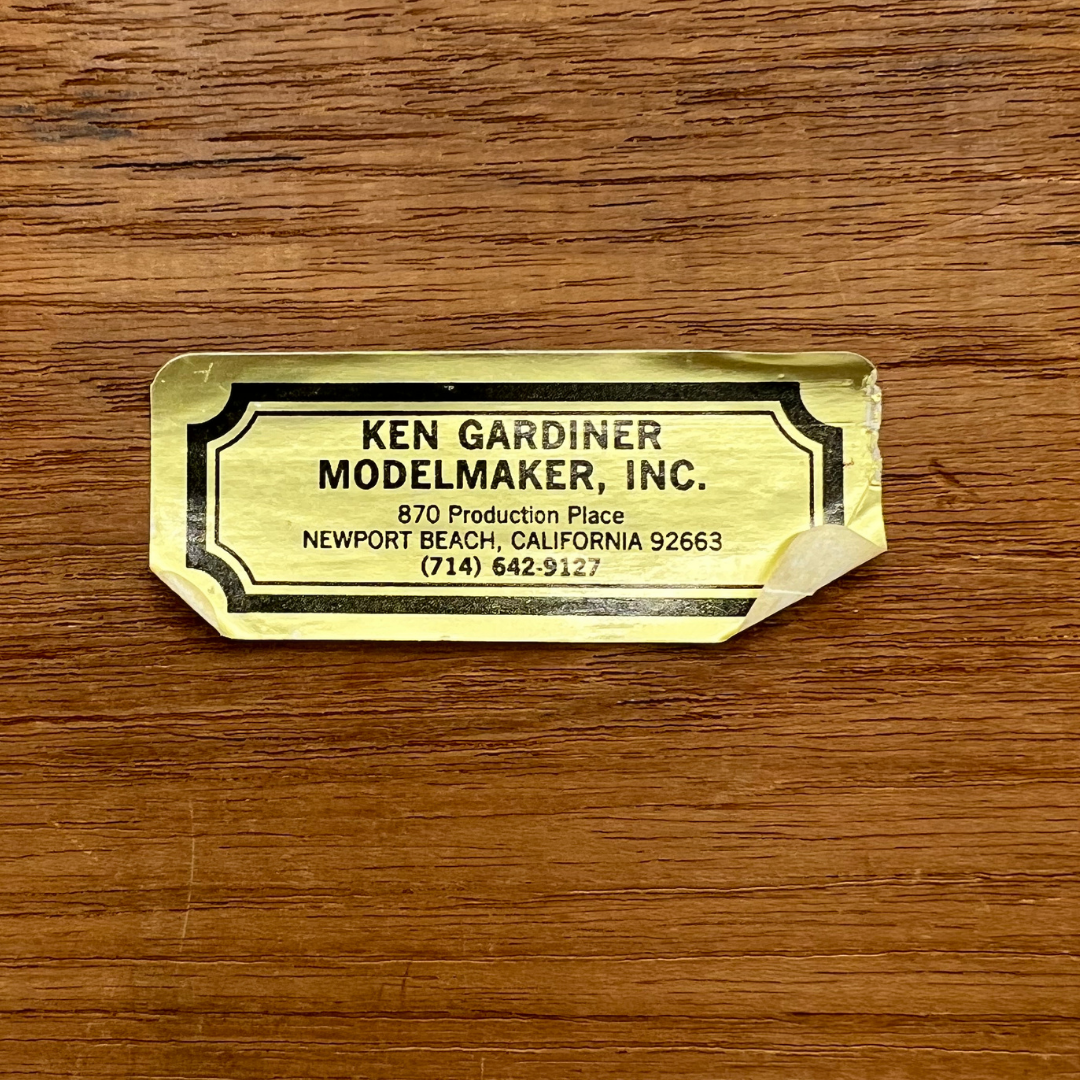 KEN GARDINER
MODELMAKER, INC.
870 Production Place
NEWPORT BEACH, CALIFORNIA 92663
(714) 642-9127